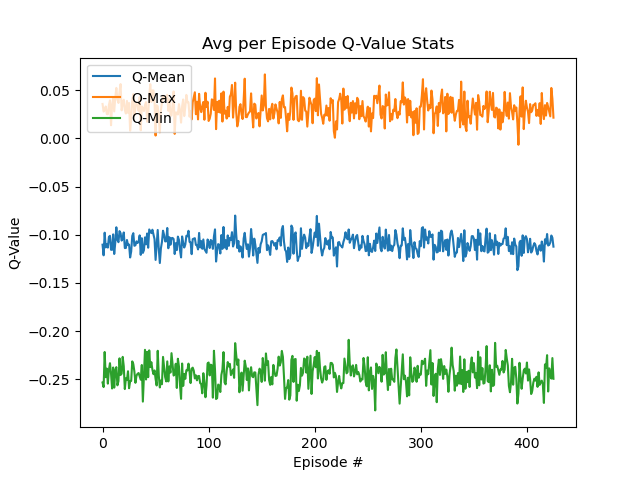 Avg per Episode Q-Value Stats
Q-Mean
Q-Max
Q-Min
0.05
0.00
−0.05
−0.10
−0.15
−0.20
−0.25
Q-Value
0
100
200
300
400
Episode #